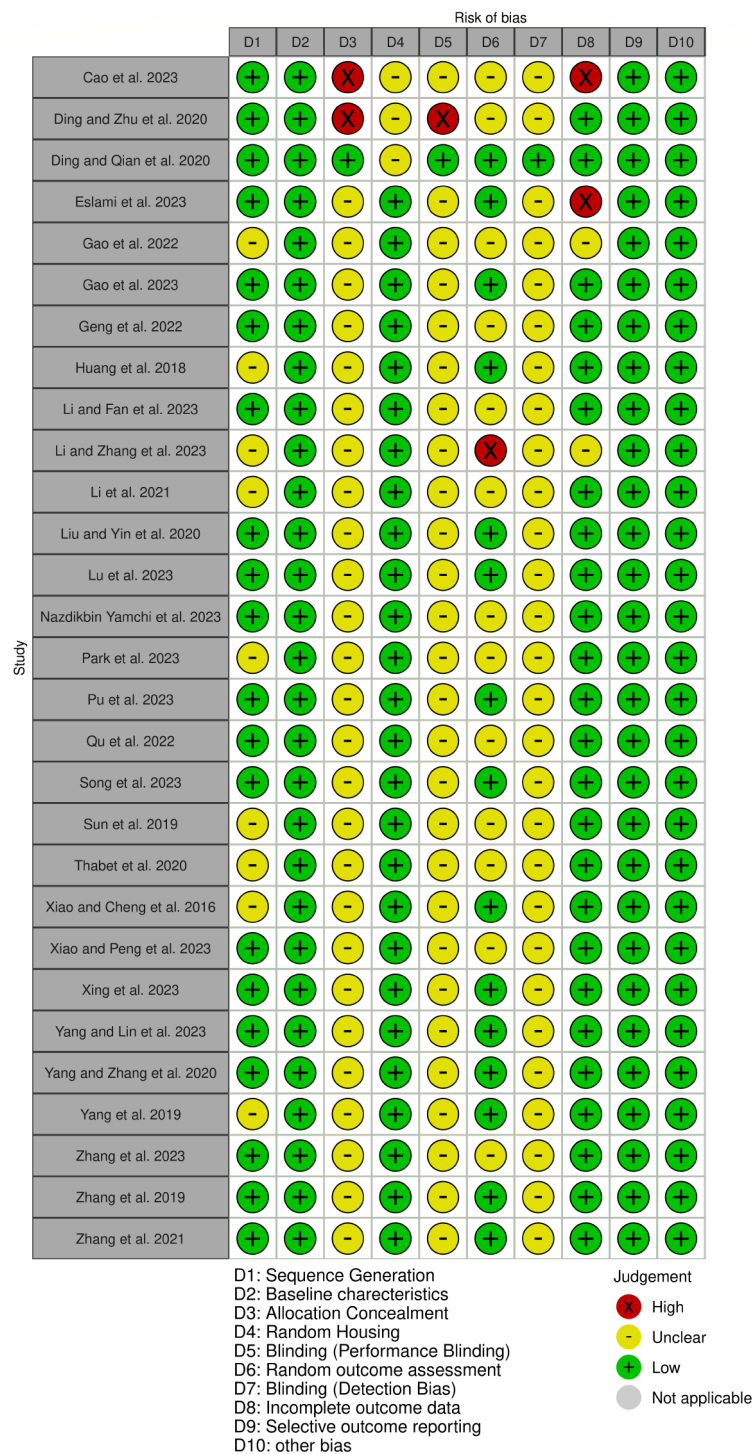 Risk of bias
D1 D2 D3 D4 D5 D6 D7 D8 D9 D10
Study
Cao et al. 2023 + + X - - - - X + +
Ding and Zhu et al. 2020 + + X - X - - + + +
Ding and Qian et al. 2020 + + + - + + + + + +
Eslami et al. 2023 + + - + - + - X + +
Gao et al. 2022 - + - + - - - - + +
Gao et al. 2023 + + - + - + - + + +
Geng et al. 2022 + + - + - - - + + +
Huang et al. 2018 - + - + - + - + + +
Li and Fan et al. 2023 + + - + - - - + + +
Li and Zhang et al. 2023 - + - + - X - - + +
Li et al. 2021 - + - + - - - + + +
Liu and Yin et al. 2020 + + - + - + - + + +
Lu et al. 2023 + + - + - + - + + +
Nazdikbin Yamchi et al. 2023 + + - + - - - + + +
Park et al. 2023 - + - + - - - + + +
Pu et al. 2023 + + - + - + - + + +
Qu et al. 2022 + + - + - - - + + +
Song et al. 2023 + + - + - + - + + +
Sun et al. 2019 - + - + - - - + + +
Thabet et al. 2020 - + - + - - - + + +
Xiao and Cheng et al. 2016 - + - + - + - + + +
Xiao and Peng et al. 2023 + + - + - - - + + +
Xing et al. 2023 + + - + - + - + + +
Yang and Lin et al. 2023 + + - + - + - + + +
Yang and Zhang et al. 2020 + + - + - + - + + +
Yang et al. 2019 - + - + - + - + + +
Zhang et al. 2023 + + - + - - - + + +
Zhang et al. 2019 + + - + - + - + + +
Zhang et al. 2021 + + - + - + - + + +
D1: Sequence Generation
D2: Baseline charecteristics
D3: Allocation Concealment
D4: Random Housing
D5: Blinding (Performance Blinding)
D6: Random outcome assessment
D7: Blinding (Detection Bias)
D8: Incomplete outcome data
D9: Selective outcome reporting
D10: other bias
Judgement
X High
- Unclear
+ Low
Not applicable